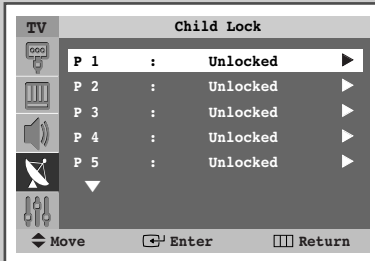 TV Child Lock
P 1 : Unlocked
P 2 : Unlocked
P 3 : Unlocked
P 4 : Unlocked
P 5 : Unlocked
Move Enter Return